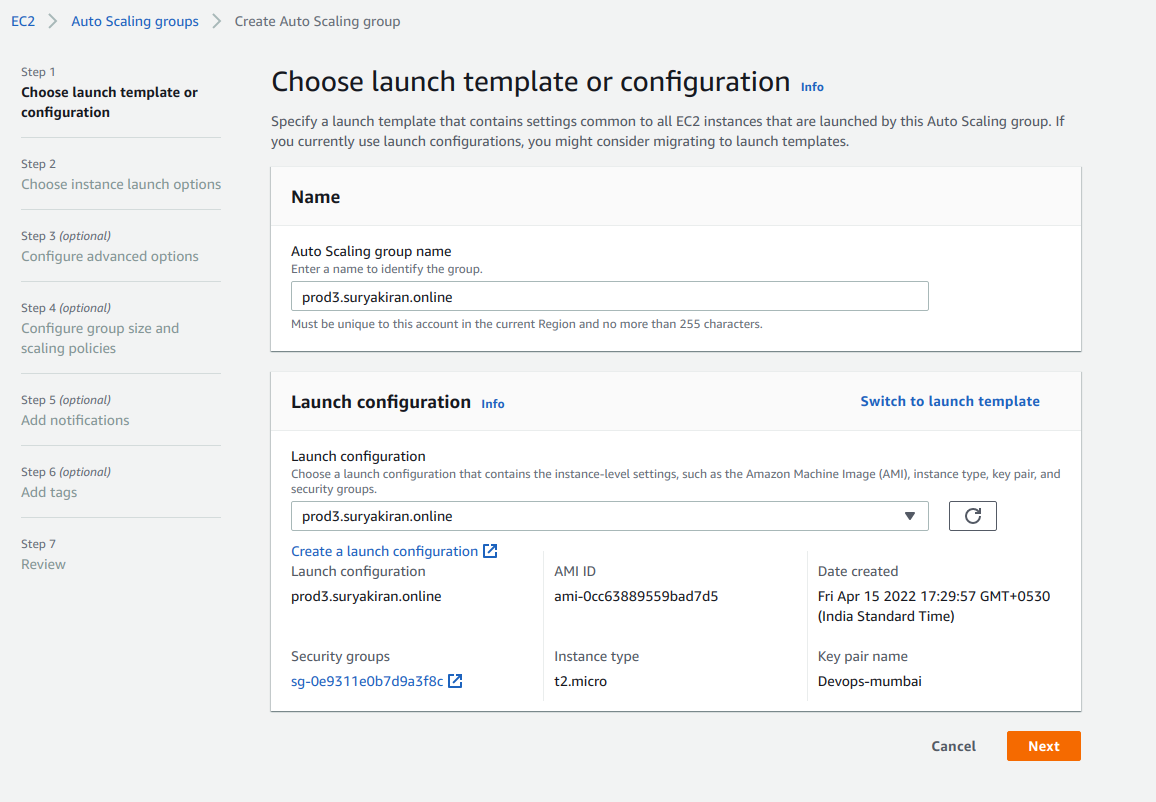 EC2 > Auto Scaling groups > Create Auto Scaling group
Step 1
Choose launch template or
configuration
Step 2
Choose instance launch options
Step 3 (optional)
Configure advanced options
Step 4 (optional)
Configure group size and
scaling policies
Step 5 (optional)
Add notifications
Step 6 (optional)
Add tags
Step 7
Review
Choose launch template or configuration Info
Specify a launch template that contains settings common to all EC2 instances that are launched by this Auto Scaling group. If
you currently use launch configurations, you might consider migrating to launch templates.
Name
Auto Scaling group name
Enter a name to identify the group.
prod3.suryakiran.online
Must be unique to this account in the current Region and no more than 255 characters.
Launch configuration Info
Switch to launch template
Launch configuration
Choose a launch configuration that contains the instance-level settings, such as the Amazon Machine Image (AMI), instance type, key pair, and
security groups.
prod3.suryakiran.online
Create a launch configuration
Launch configuration
prod3.suryakiran.online
AMI ID
ami-0cc63889559bad7d5
Date created
Fri Apr 15 2022 17:29:57 GMT+0530
(India Standard Time)
Security groups
sg-0e9311e0b7d9a3f8c
Instance type
t2.micro
Key pair name
Devops-mumbai
Cancel
Next